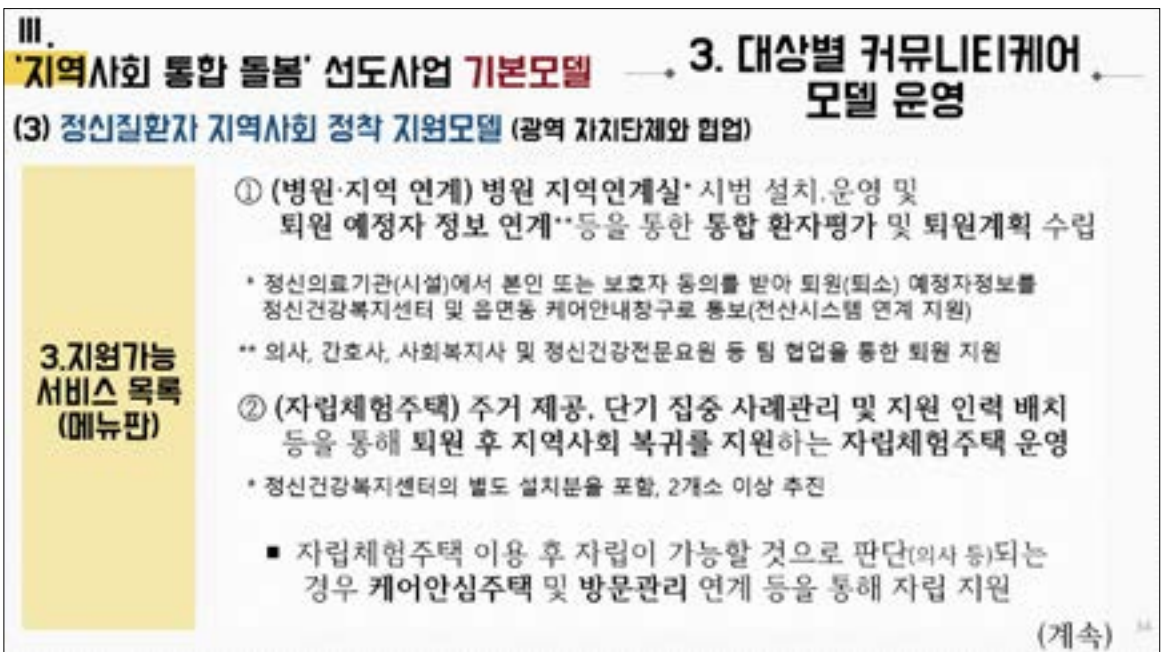 III.
'지역사회 통합 돌봄' 선도사업 기본모델
3. 대상별 커뮤니티케어
모델 운영
(3) 정신질환자 지역사회 정착 지원모델 (광역 자치단체와 협업)
3.지원가능
서비스 목록
(메뉴판)
① (병원·지역 연계) 병원 지역연계실* 시범 설치.운영 및
퇴원 예정자 정보 연계**등을 통한 통합 환자평가 및 퇴원계획 수립
* 정신의료기관(시설)에서 본인 또는 보호자 동의를 받아 퇴원(퇴소) 예정자정보를
정신건강복지센터 및 읍면동 케어안내창구로 통보(전산시스템 연계 지원)
** 의사, 간호사, 사회복지사 및 정신건강전문요원 등 팀 협업을 통한 퇴원 지원
② (자립체험주택) 주거 제공, 단기 집중 사례관리 및 지원 인력 배치
등을 통해 퇴원 후 지역사회 복귀를 지원하는 자립체험주택 운영
* 정신건강복지센터의 별도 설치분을 포함, 2개소 이상 추진
■ 자립체험주택 이용 후 자립이 가능할 것으로 판단(의사 등)되는
경우 케어안심주택 및 방문관리 연계 등을 통해 자립 지원
(계속)